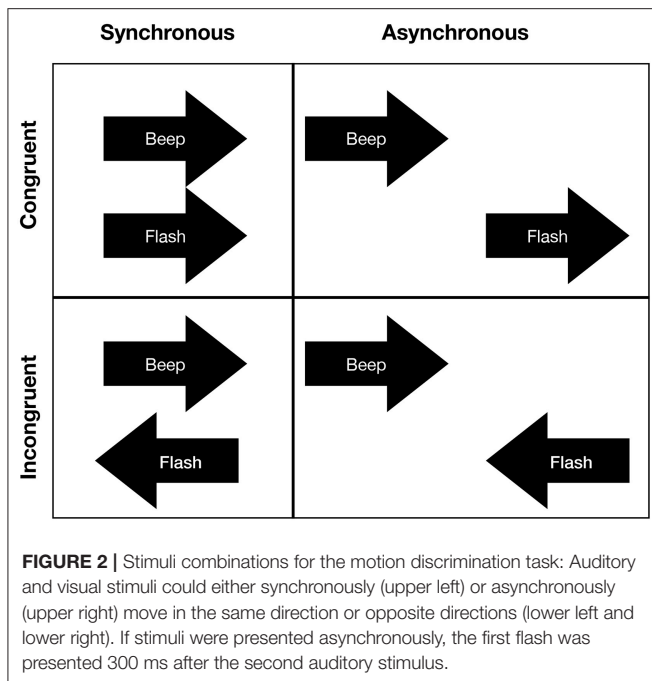 Synchronous Asynchronous
Congruent
Beep Beep
Flash Flash
Incongruent
Beep Beep
Flash Flash
FIGURE 2 | Stimuli combinations for the motion discrimination task: Auditory
and visual stimuli could either synchronously (upper left) or asynchronously
(upper right) move in the same direction or opposite directions (lower left and
lower right). If stimuli were presented asynchronously, the first flash was
presented 300 ms after the second auditory stimulus.